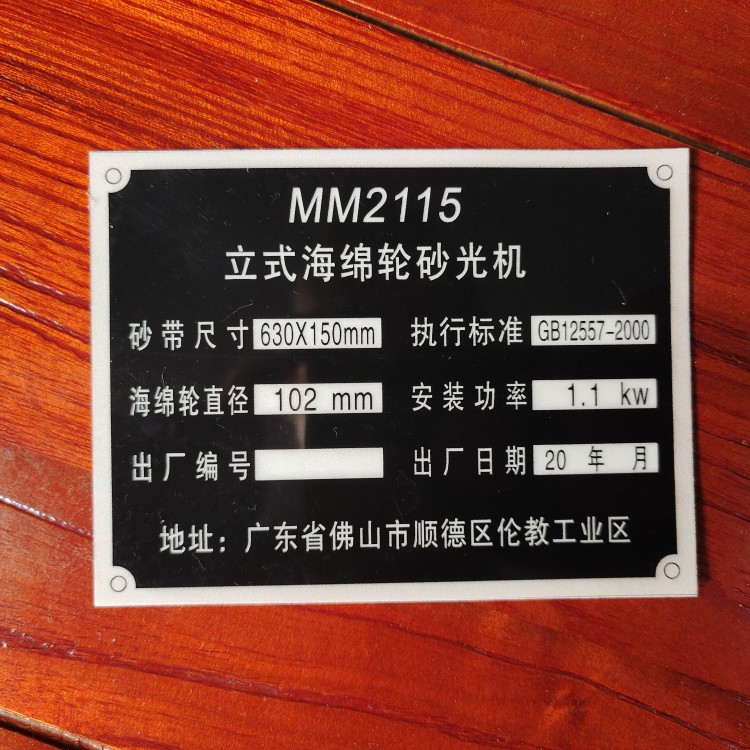 MM2115
立式海绵轮砂光机
砂带尺寸 630X150mm 执行标准 GB12557-2000
海绵轮直径 102 mm 安装功率 1.1 kw
出厂编号 出厂日期 20 年 月
地址：广东省佛山市顺德区伦教工业区